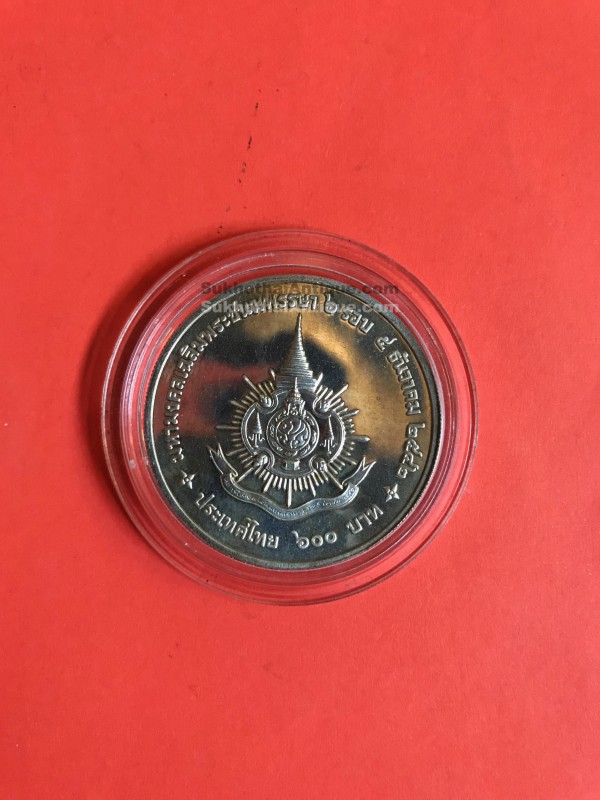 SukhothaiAntique.com
SukhothaiAntique.com
มหามงคลเฉลิมพระชนมพรรษา ๖ รอบ ๕ ธันวาคม ๒๕๔๒
ประเทศไทย ๖๐๐ บาท